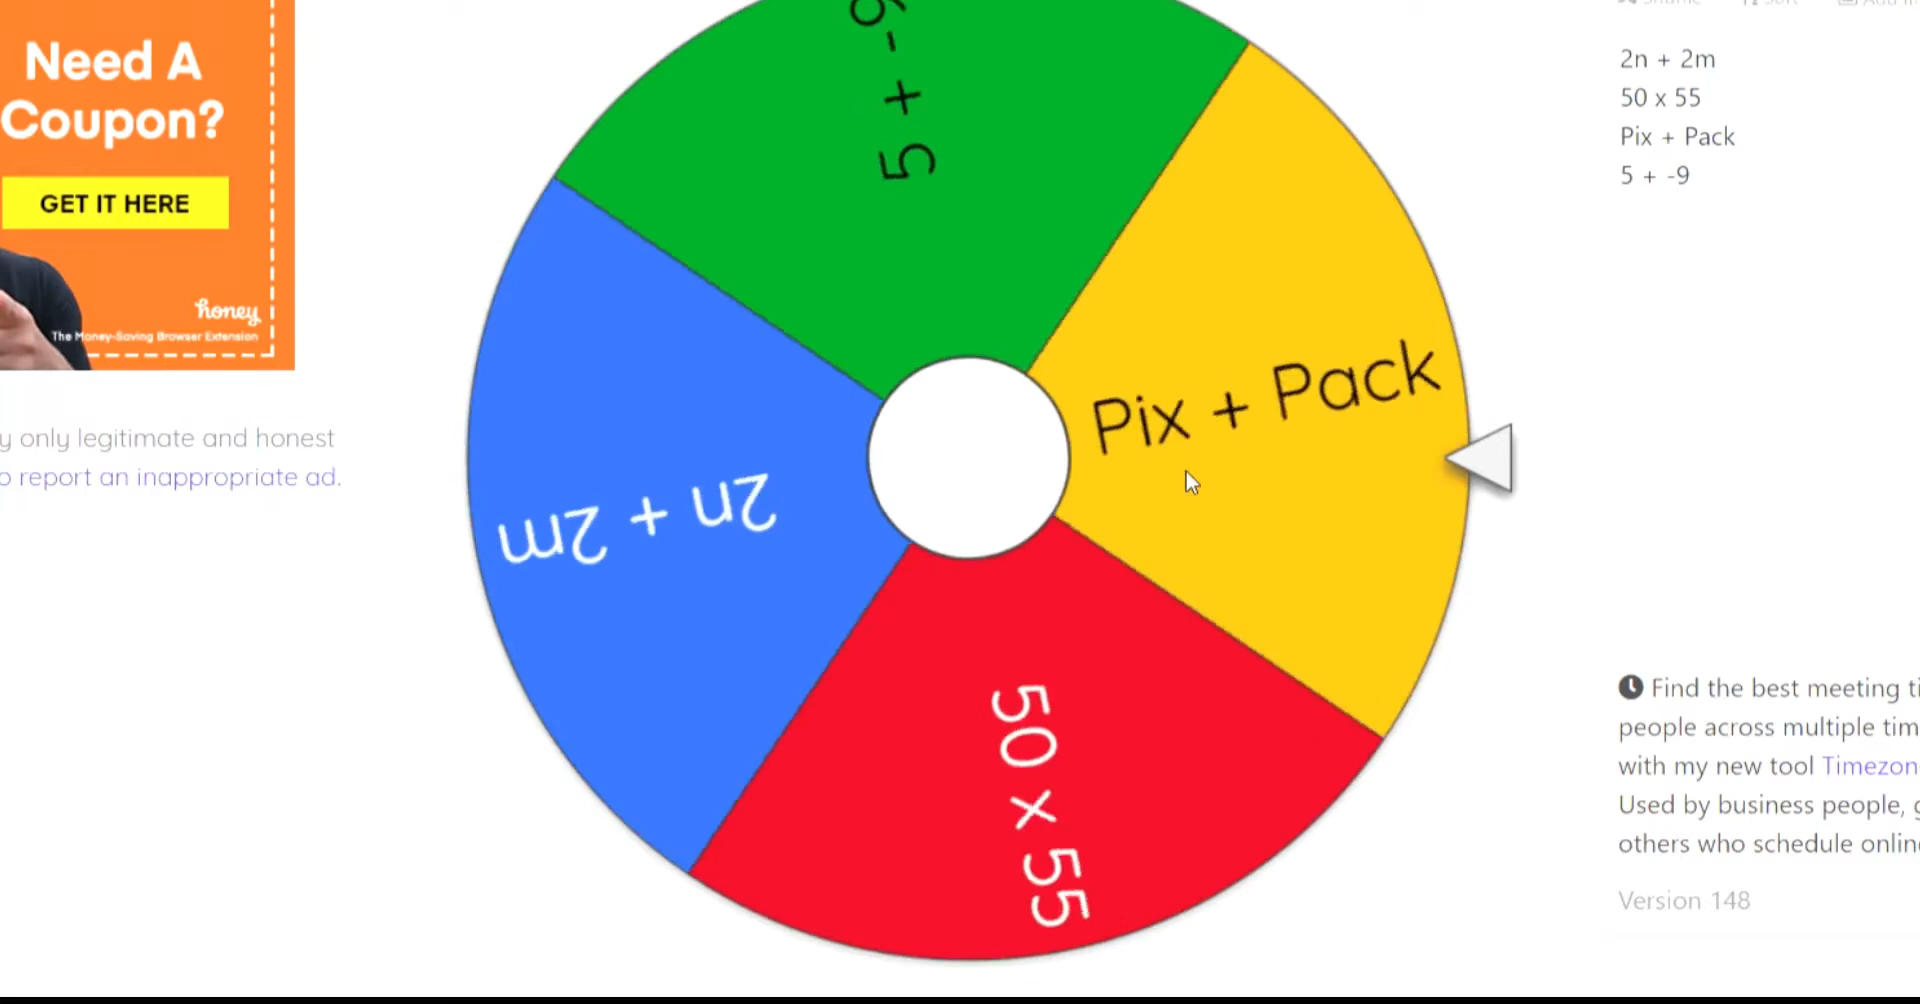 Need A
Coupon?
GET IT HERE
honey
The Money-Saving Browser Extension
y only legitimate and honest
o report an inappropriate ad.
5 + -9
Pix + Pack
2n + 2m
50 x 55
2n + 2m
50 x 55
Pix + Pack
5 + -9
Find the best meeting ti
people across multiple tim
with my new tool Timezon
Used by business people, g
others who schedule onlin
Version 148